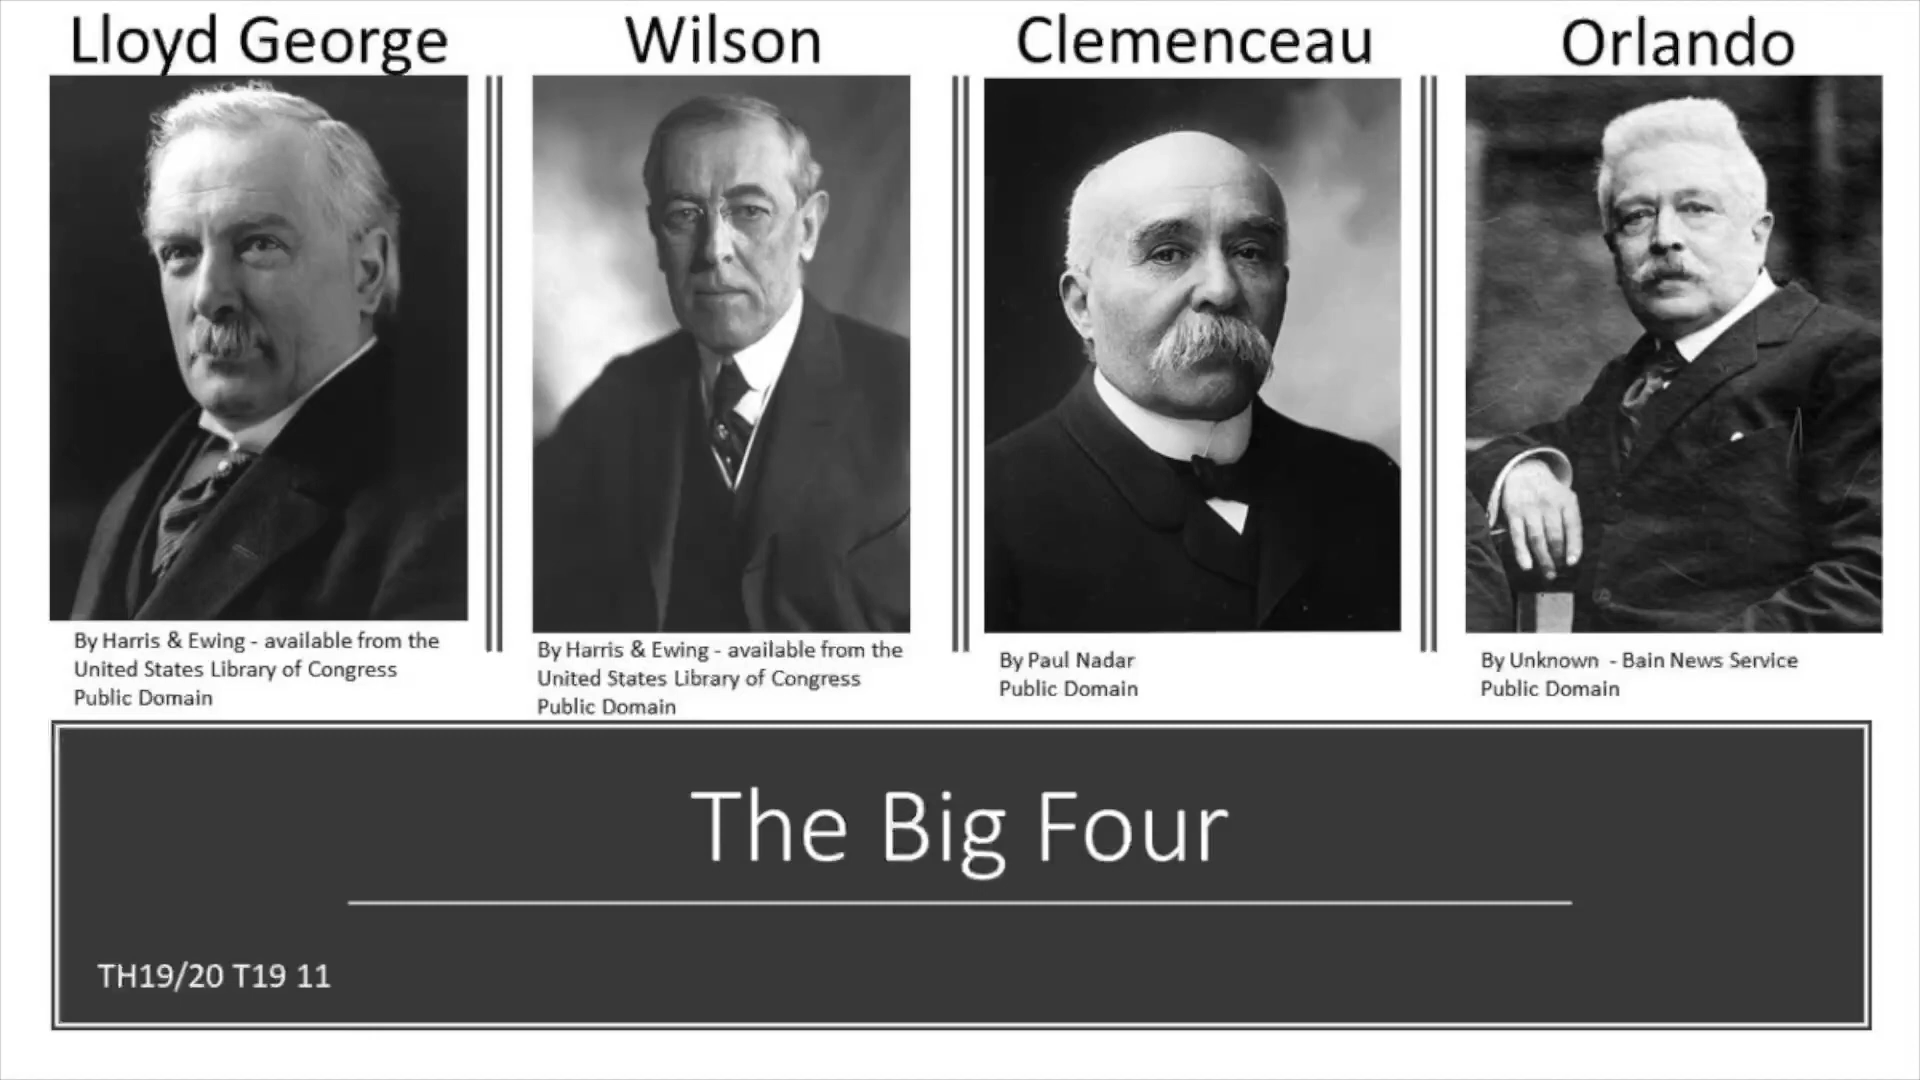 Lloyd George
Wilson
Clemenceau
Orlando
By Harris & Ewing - available from the
United States Library of Congress
Public Domain
By Harris & Ewing - available from the
United States Library of Congress
Public Domain
By Paul Nadar
Public Domain
By Unknown - Bain News Service
Public Domain
The Big Four
TH19/20 T19 11